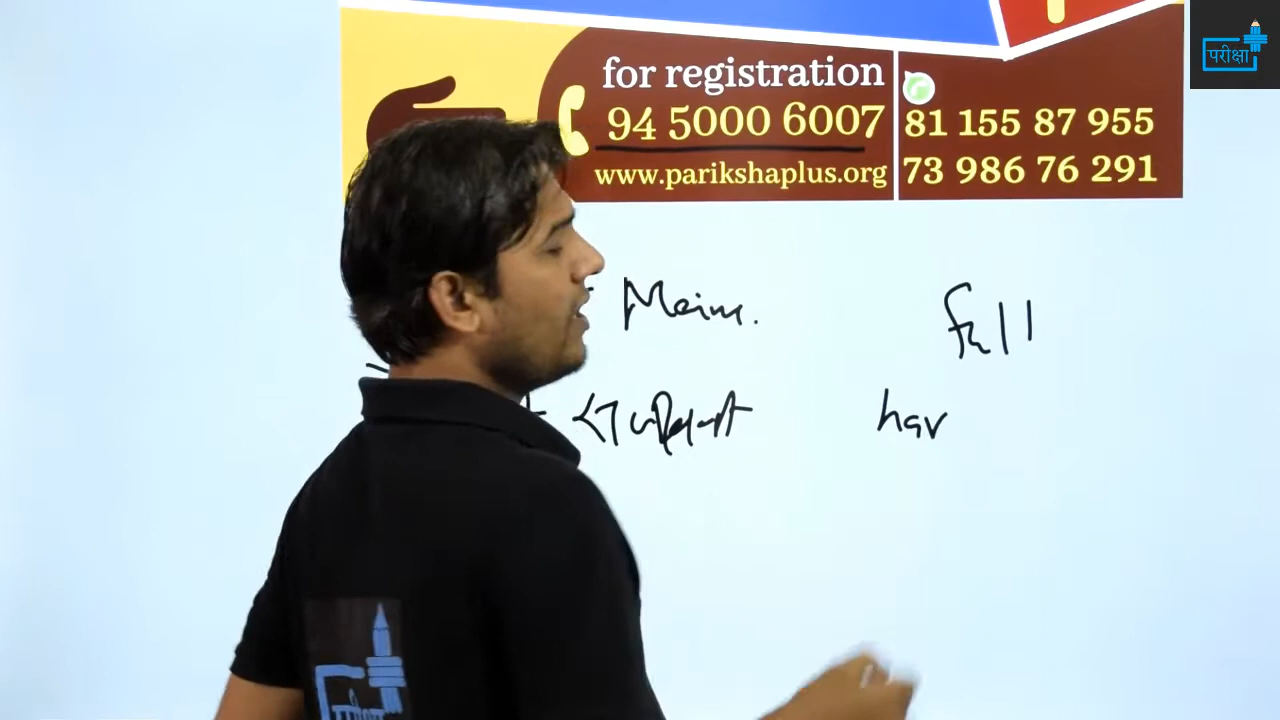 परीक्षा
for registration
94 5000 6007
www.parikshaplus.org
81 155 87 955
73 986 76 291
Mains.
full
har